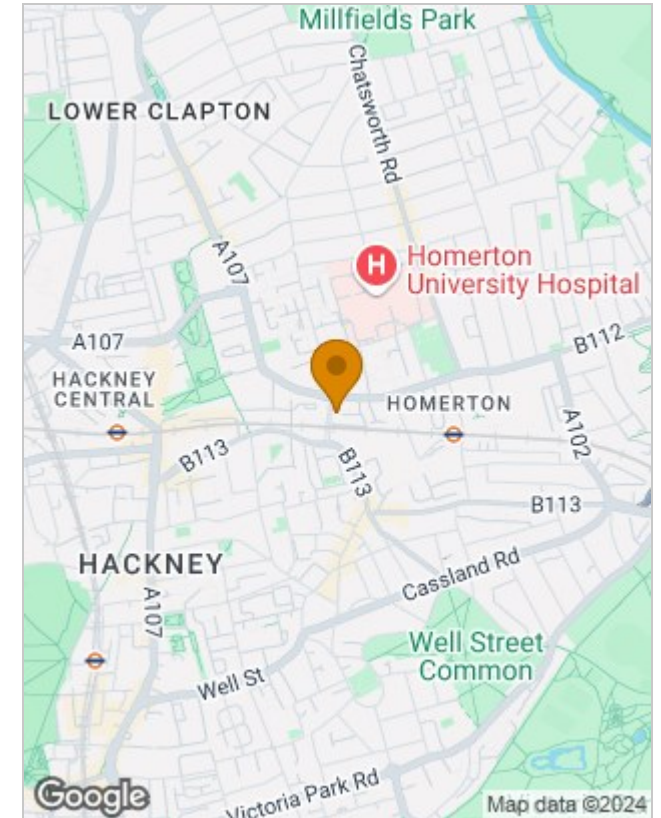 Millfields Park
Chatsworth Rd
LOWER CLAPTON
A107
H
Homerton
University Hospital
A107
B112
HACKNEY
CENTRAL
HOMERTON
A102
B113
B113
B113
HACKNEY
Cassland Rd
A107
Well Street
Common
Well St
Victoria Park Rd
Google
Map data ©2024